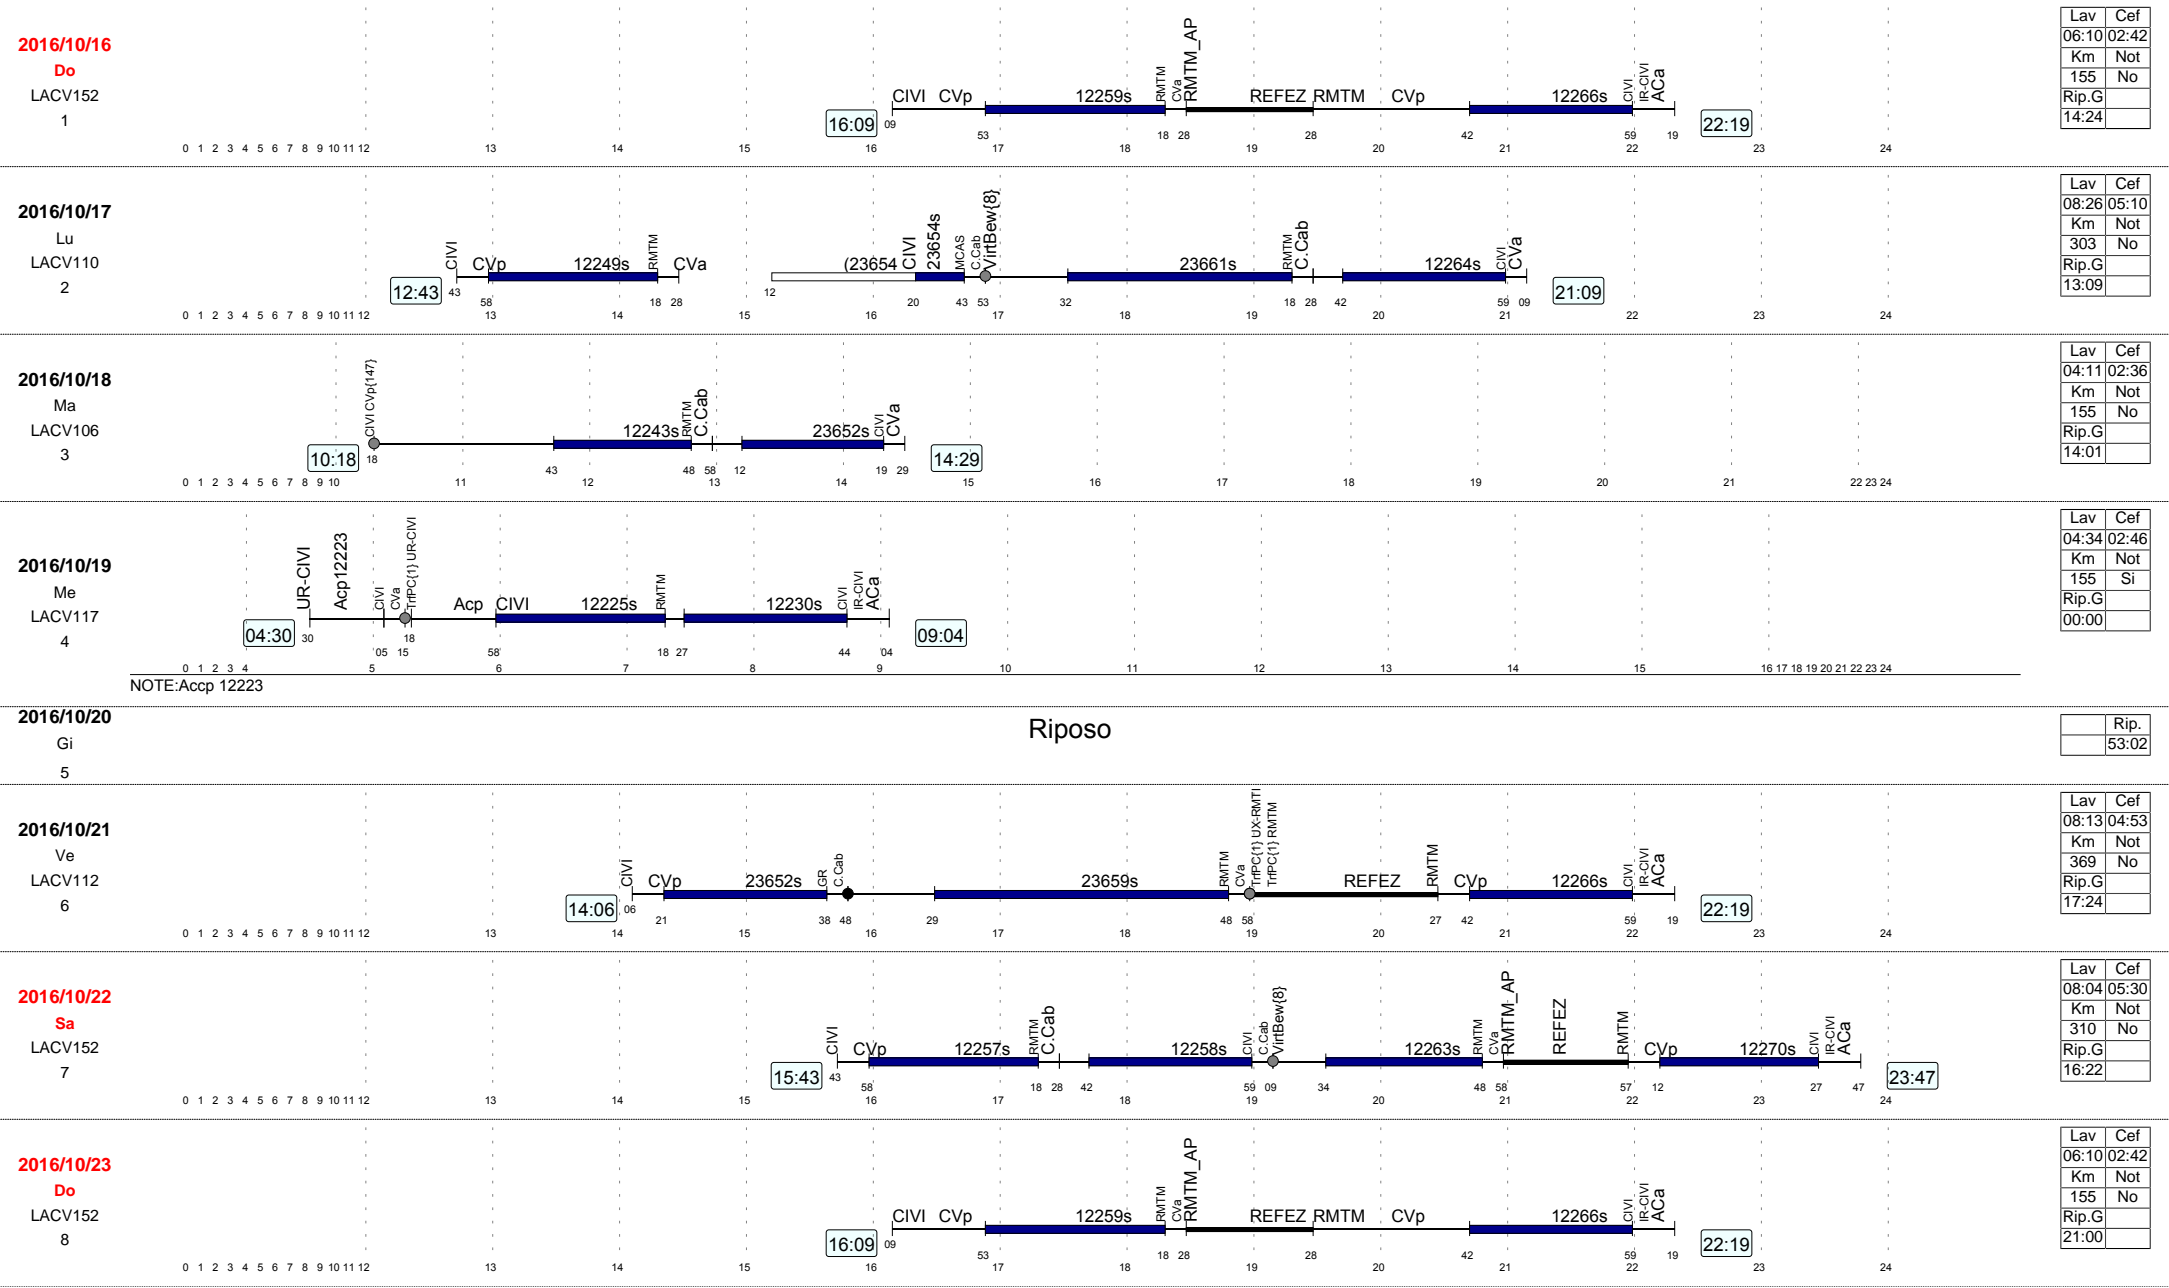 2016/10/16
Do
LACV152
1
16:09
CIVI CVp 12259s RMTM CVa RMTM_AP REFEZ RMTM CVp 12266s CIVI IR-CIVI ACa
09 53 18 28 28 42 59 19
22:19
0 1 2 3 4 5 6 7 8 9 10 11 12 13 14 15 16 17 18 19 20 21 22 23 24
Lav Cef
06:10 02:42
Km Not
155 No
Rip.G
14:24
2016/10/17
Lu
LACV110
2
12:43
CIVI CVp 12249s RMTM CVa (23654 CIVI 23654s MCAS C.Cab VirtBew{8} 23661s RMTM C.Cab 12264s CIVI CVa
43 58 18 28 12 20 43 53 32 18 28 42 59 09
21:09
0 1 2 3 4 5 6 7 8 9 10 11 12 13 14 15 16 17 18 19 20 21 22 23 24
Lav Cef
08:26 05:10
Km Not
303 No
Rip.G
13:09
2016/10/18
Ma
LACV106
3
10:18
CIVI CVp{147} 12243s RMTM C.Cab 23652s CIVI CVa
18 43 48 58 12 19 29
14:29
0 1 2 3 4 5 6 7 8 9 10 11 12 13 14 15 16 17 18 19 20 21 22 23 24
Lav Cef
04:11 02:36
Km Not
155 No
Rip.G
14:01
2016/10/19
Me
LACV117
4
04:30
UR-CIVI Acp12223 CIVI CVa TrfPC{1} UR-CIVI Acp CIVI 12225s RMTM 12230s CIVI IR-CIVI ACa
30 05 15 18 58 18 27 44 04
09:04
0 1 2 3 4 5 6 7 8 9 10 11 12 13 14 15 16 17 18 19 20 21 22 23 24
NOTE:Accp 12223
Lav Cef
04:34 02:46
Km Not
155 Si
Rip.G
00:00
2016/10/20
Gi
5
Riposo
Rip.
53:02
2016/10/21
Ve
LACV112
6
14:06
CIVI CVp 23652s GR C.Cab 23659s RMTM CVa TrfPC{1} UX-RMTI TrfPC{1} RMTM REFEZ RMTM CVp 12266s CIVI IR-CIVI ACa
06 21 38 48 29 48 58 27 42 59 19
22:19
0 1 2 3 4 5 6 7 8 9 10 11 12 13 14 15 16 17 18 19 20 21 22 23 24
Lav Cef
08:13 04:53
Km Not
369 No
Rip.G
17:24
2016/10/22
Sa
LACV152
7
15:43
CIVI CVp 12257s RMTM C.Cab 12258s CIVI C.Cab VirtBew{8} 12263s RMTM CVa RMTM_AP REFEZ RMTM CVp 12270s CIVI IR-CIVI ACa
43 58 18 28 42 59 09 34 48 58 57 12 27 47
23:47
0 1 2 3 4 5 6 7 8 9 10 11 12 13 14 15 16 17 18 19 20 21 22 23 24
Lav Cef
08:04 05:30
Km Not
310 No
Rip.G
16:22
2016/10/23
Do
LACV152
8
16:09
CIVI CVp 12259s RMTM CVa RMTM_AP REFEZ RMTM CVp 12266s CIVI IR-CIVI ACa
09 53 18 28 28 42 59 19
22:19
0 1 2 3 4 5 6 7 8 9 10 11 12 13 14 15 16 17 18 19 20 21 22 23 24
Lav Cef
06:10 02:42
Km Not
155 No
Rip.G
21:00